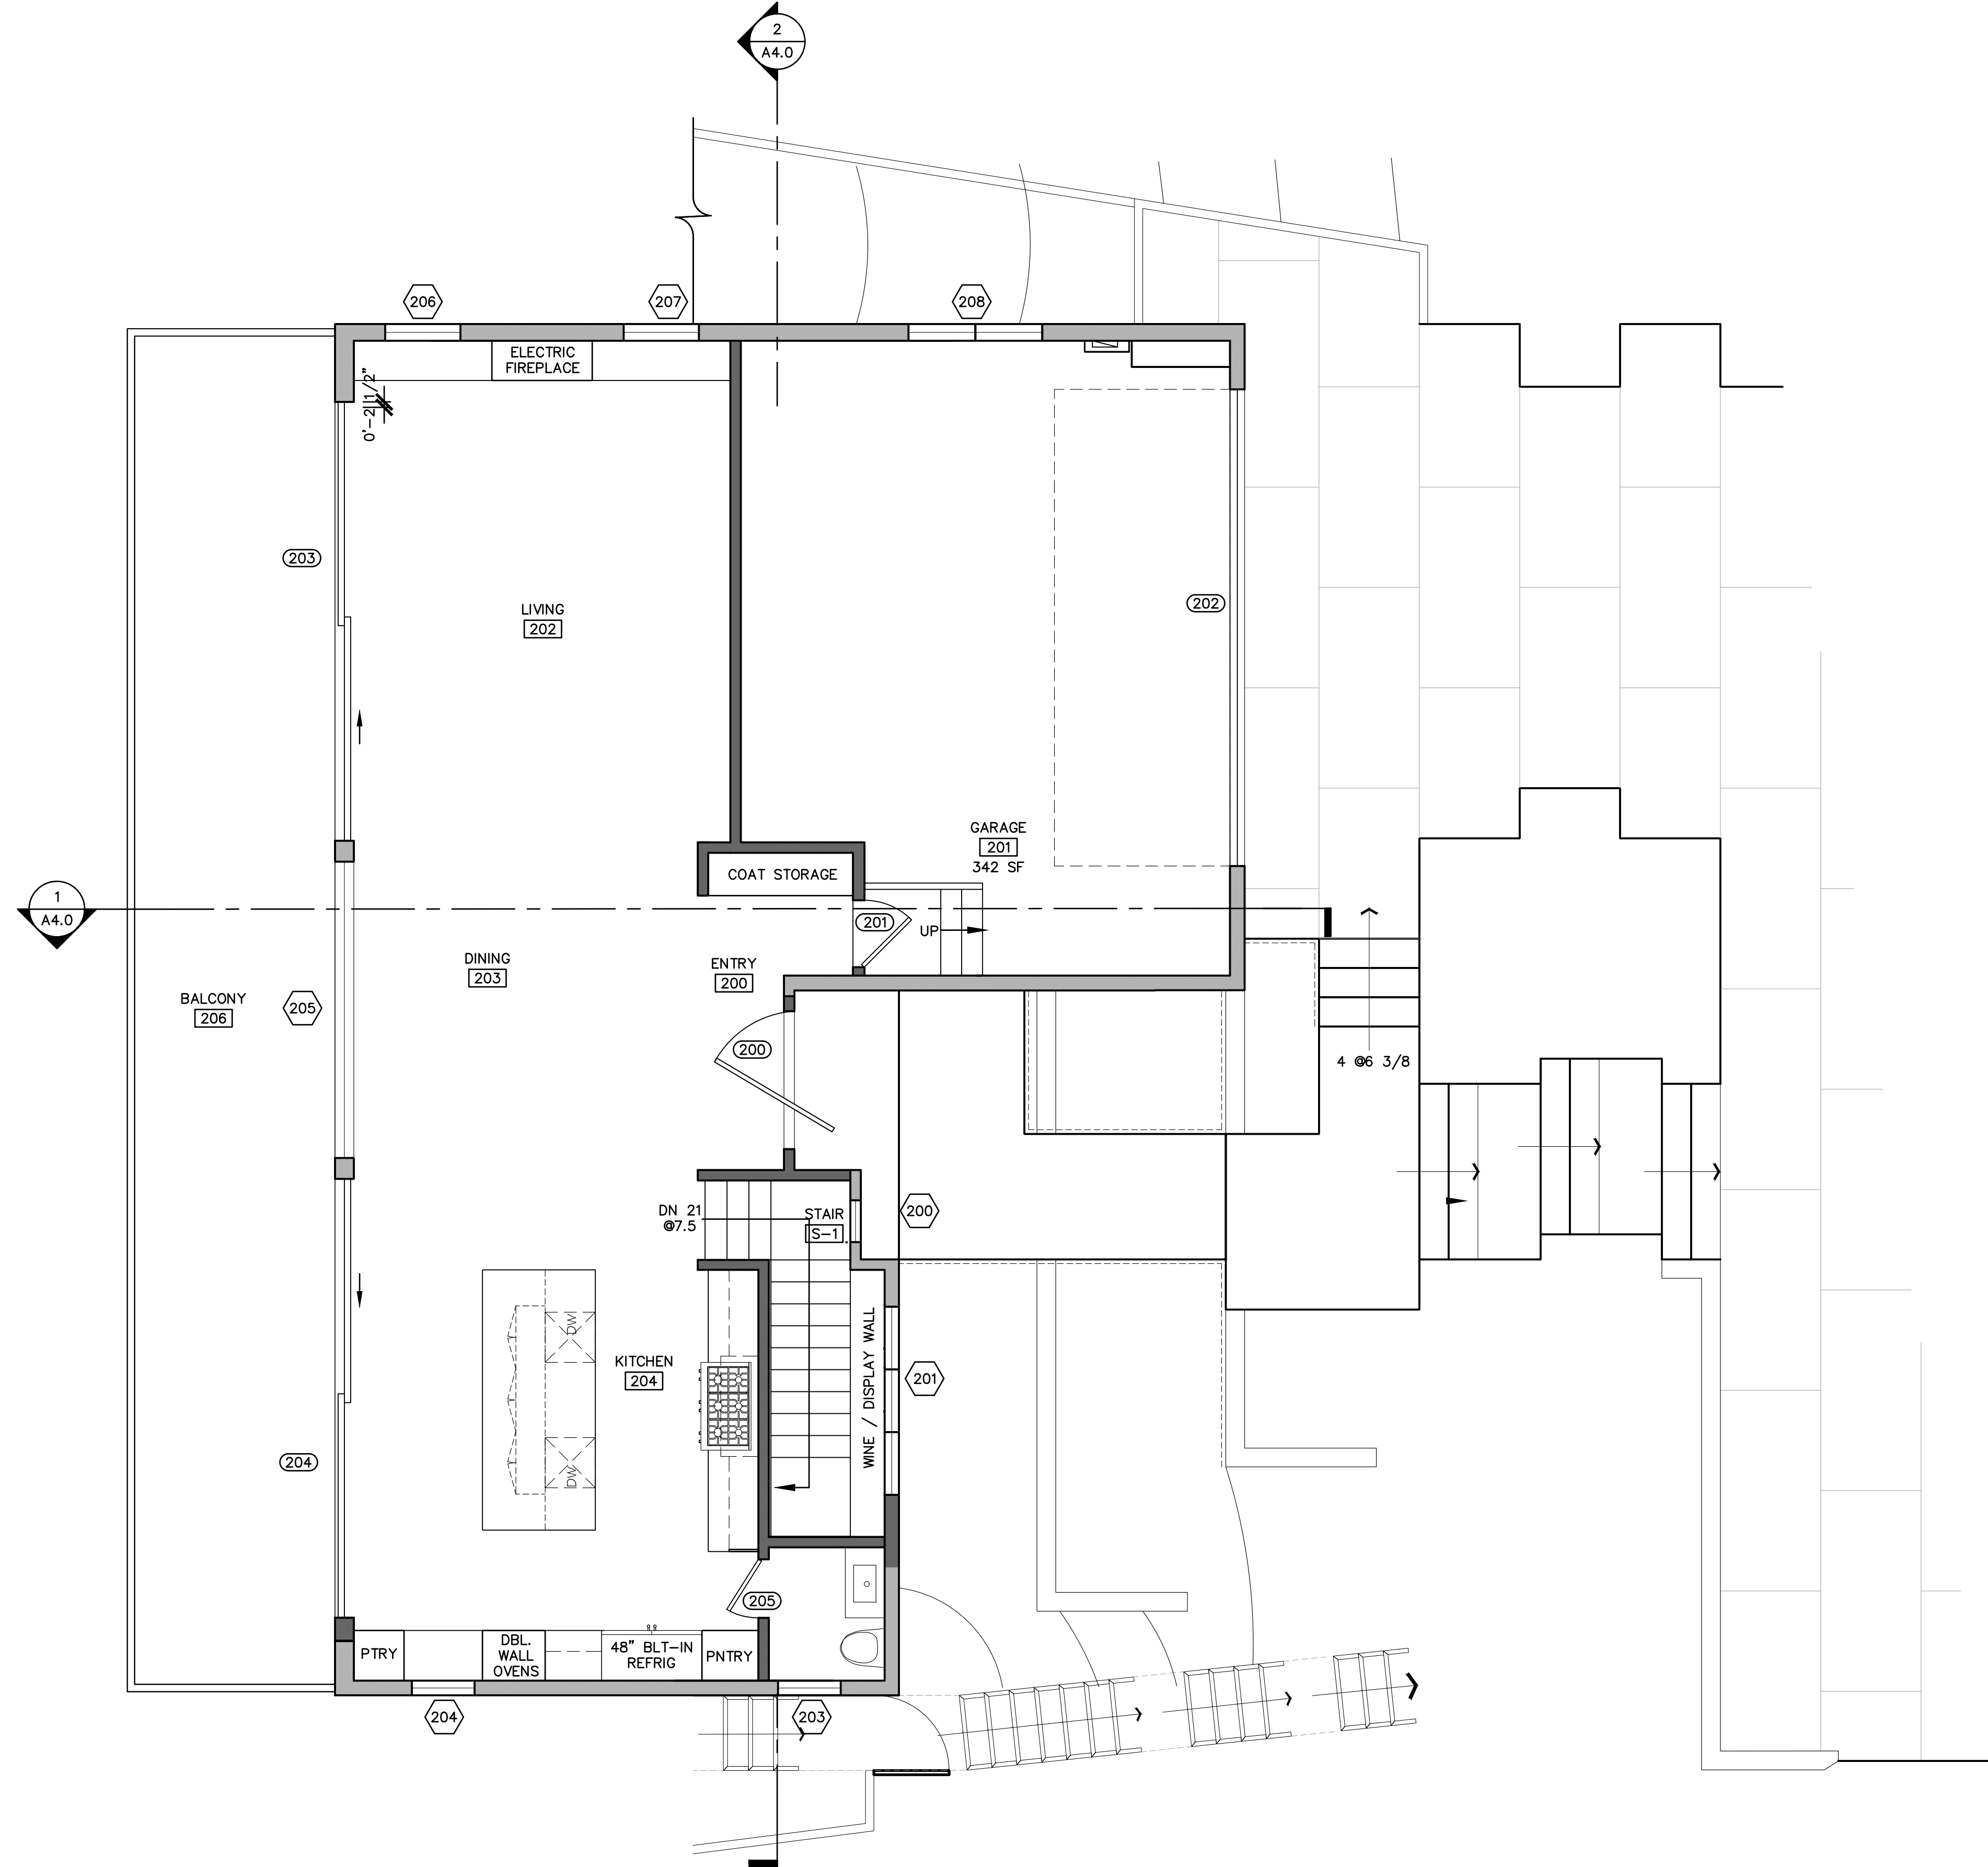 2
A4.0
206
207
208
ELECTRIC
FIREPLACE
0'-2 1/2"
203
LIVING
202
202
GARAGE
201
342 SF
COAT STORAGE
1
A4.0
201
UP
DINING
203
ENTRY
200
BALCONY
206
205
200
4 @6 3/8
DN 21
@7.5
STAIR
S-1
200
WINE / DISPLAY WALL
DW
KITCHEN
204
201
204
DW
205
PTRY
DBL.
WALL
OVENS
48" BLT-IN
REFRIG
PNTRY
204
203